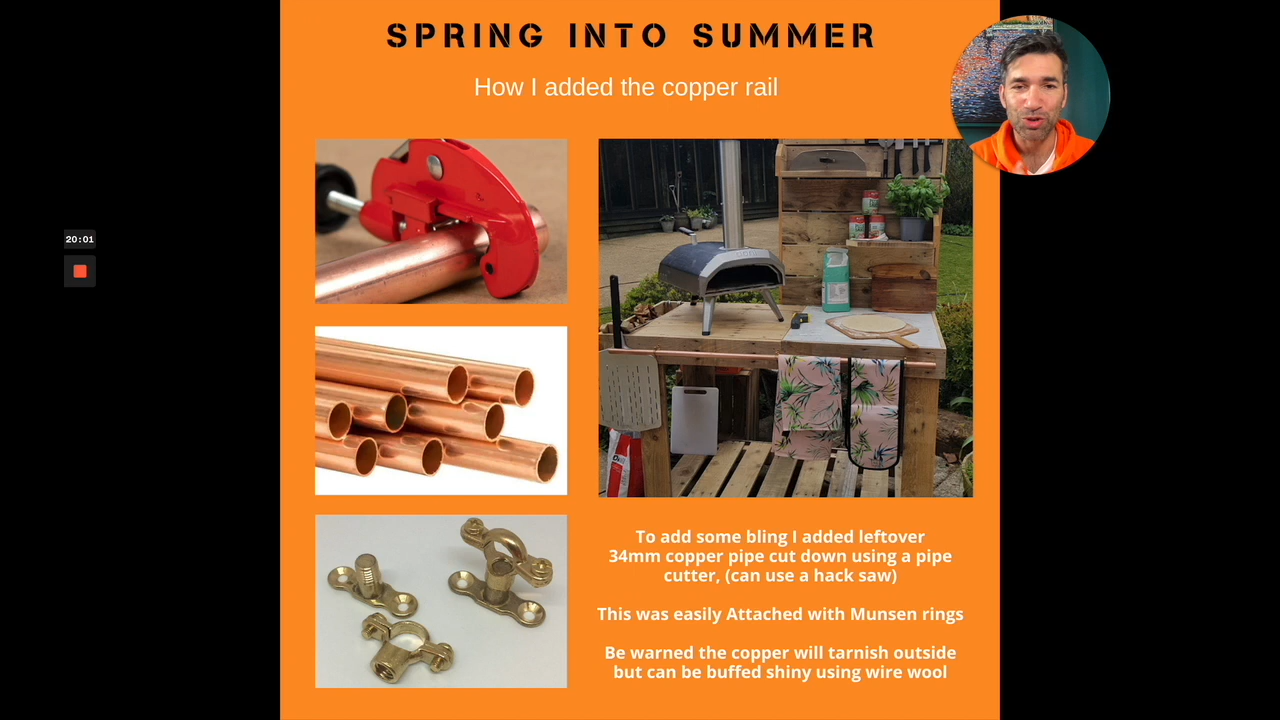 SPRING INTO SUMMER
How I added the copper rail
20:01
To add some bling I added leftover
34mm copper pipe cut down using a pipe
cutter, (can use a hack saw)
This was easily Attached with Munsen rings
Be warned the copper will tarnish outside
but can be buffed shiny using wire wool